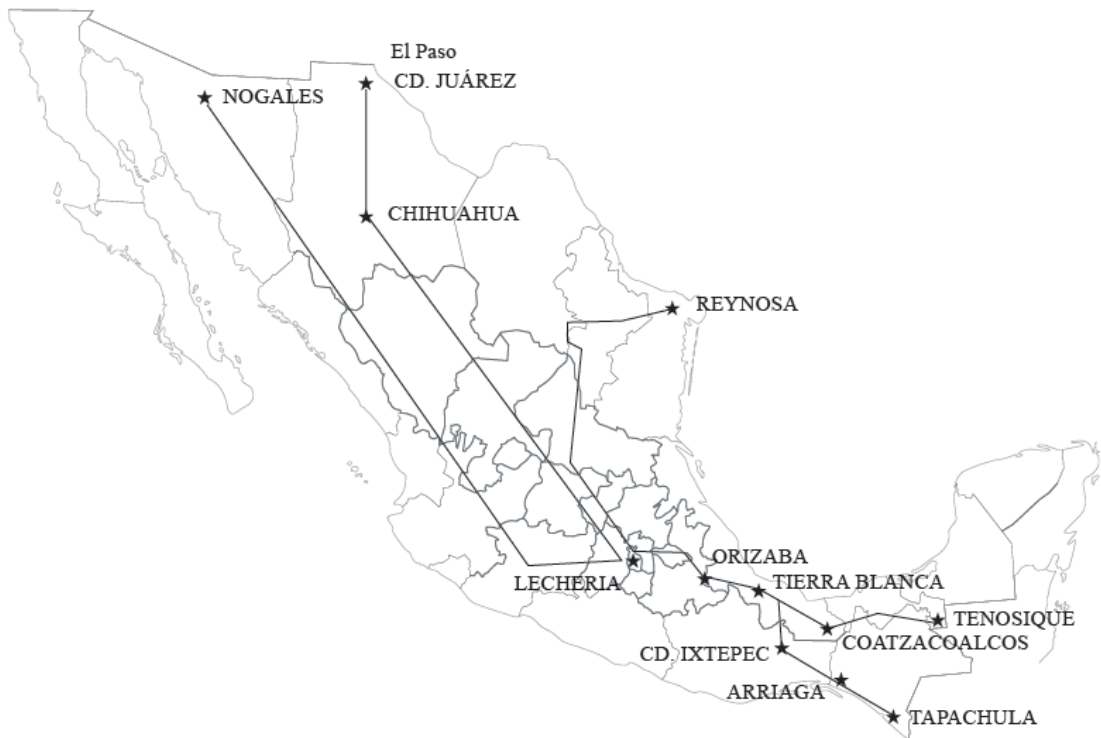 El Paso
CD. JUÁREZ
NOGALES
CHIHUAHUA
REYNOSA
ORIZABA
LECHERIA
TIERRA BLANCA
TENOSIQUE
COATZACOALCOS
CD. IXTEPEC
ARRIAGA
TAPACHULA